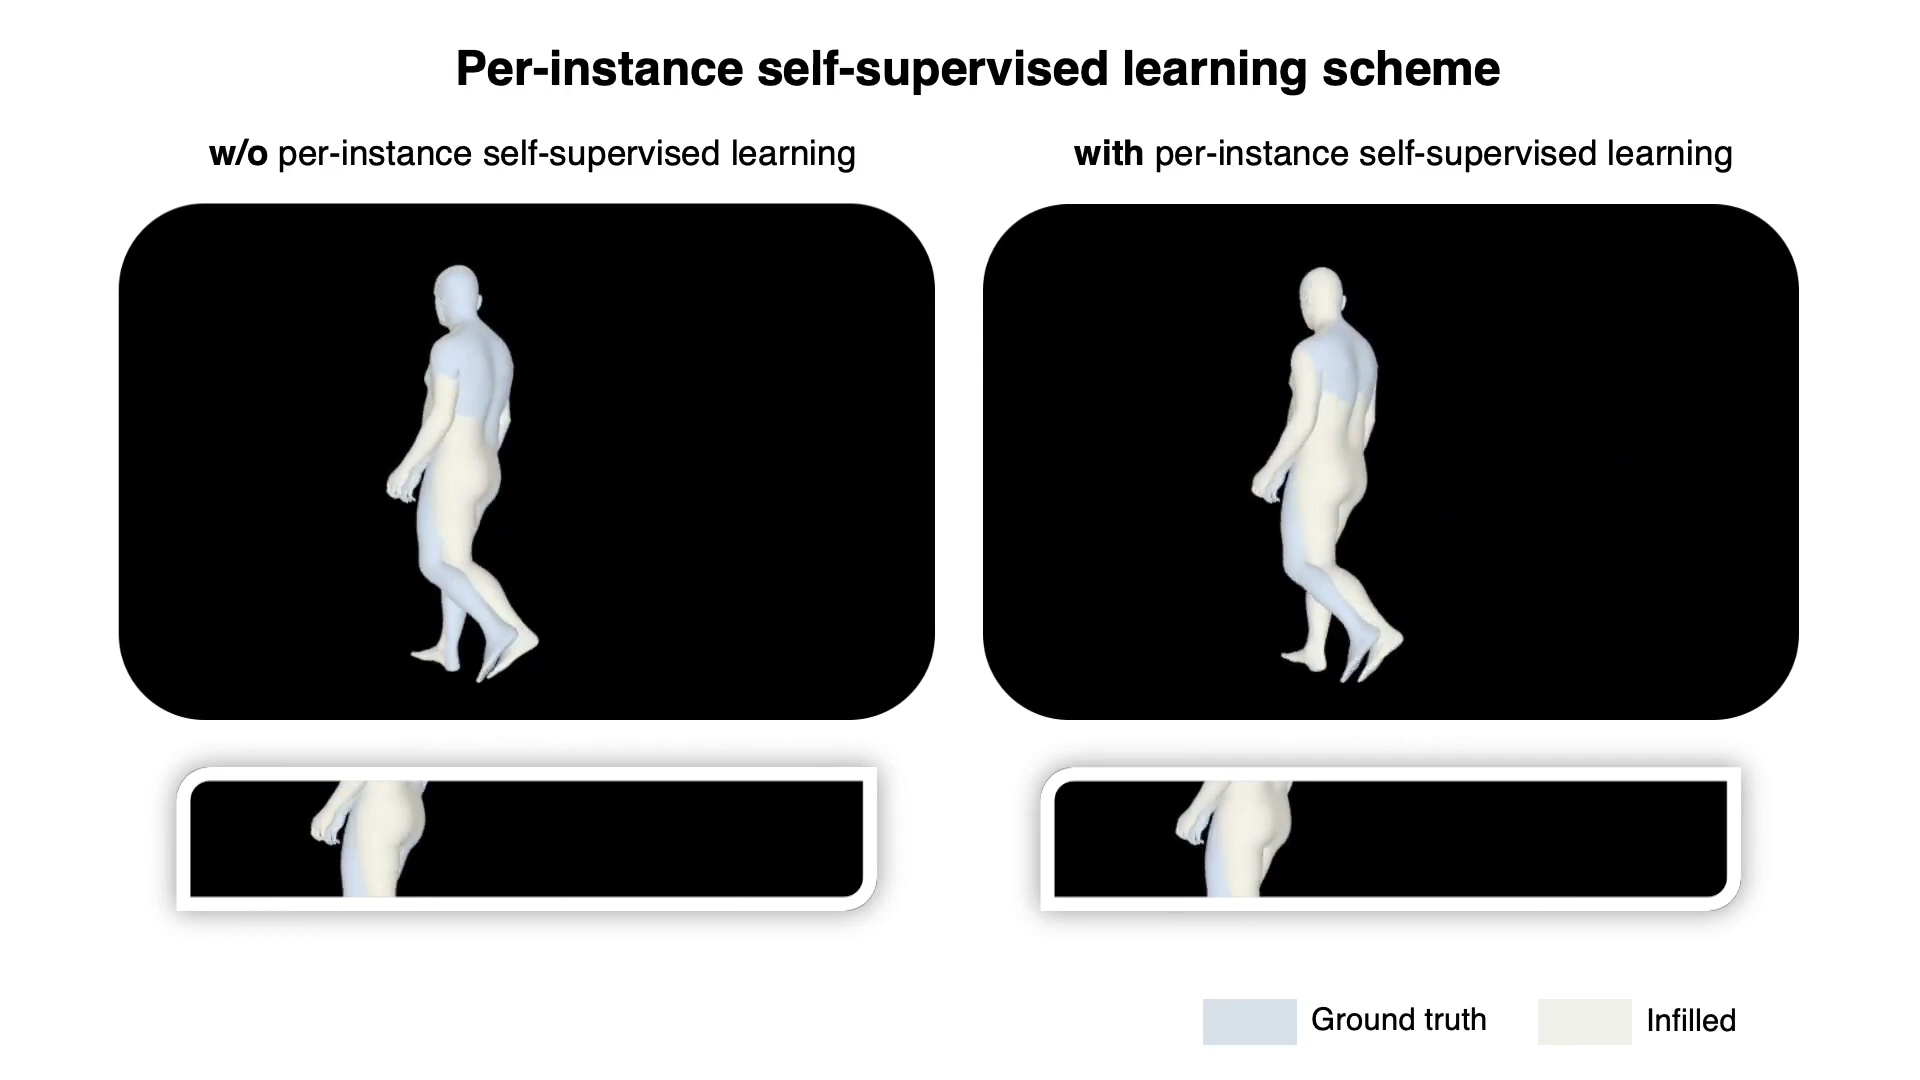 Per-instance self-supervised learning scheme
w/o per-instance self-supervised learning
with per-instance self-supervised learning
Ground truth
Infilled